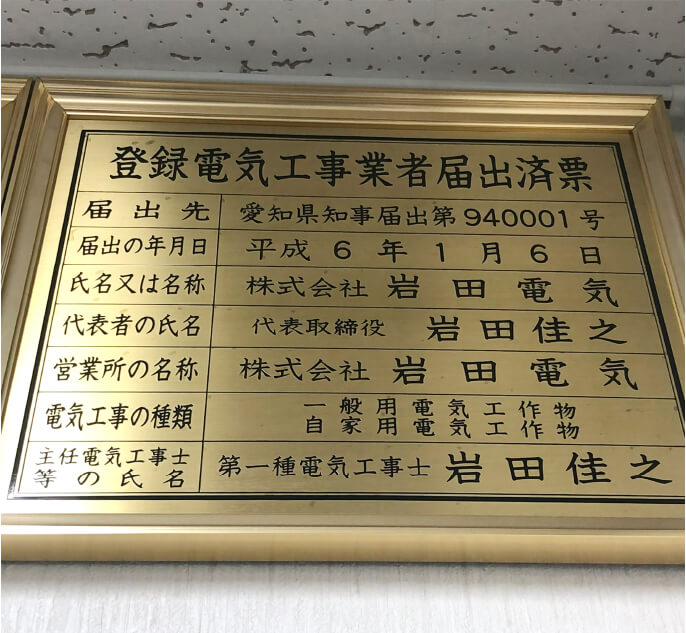 登録電気工事業者届出済票
届出先 愛知県知事届出第940001号
届出の年月日 平成6年1月6日
氏名又は名称 株式会社 岩田電気
代表者の氏名 代表取締役 岩田佳之
営業所の名称 株式会社 岩田電気
電気工事の種類 一般用電気工作物
自家用電気工作物
主任電気工事士
等の氏名 第一種電気工事士 岩田佳之